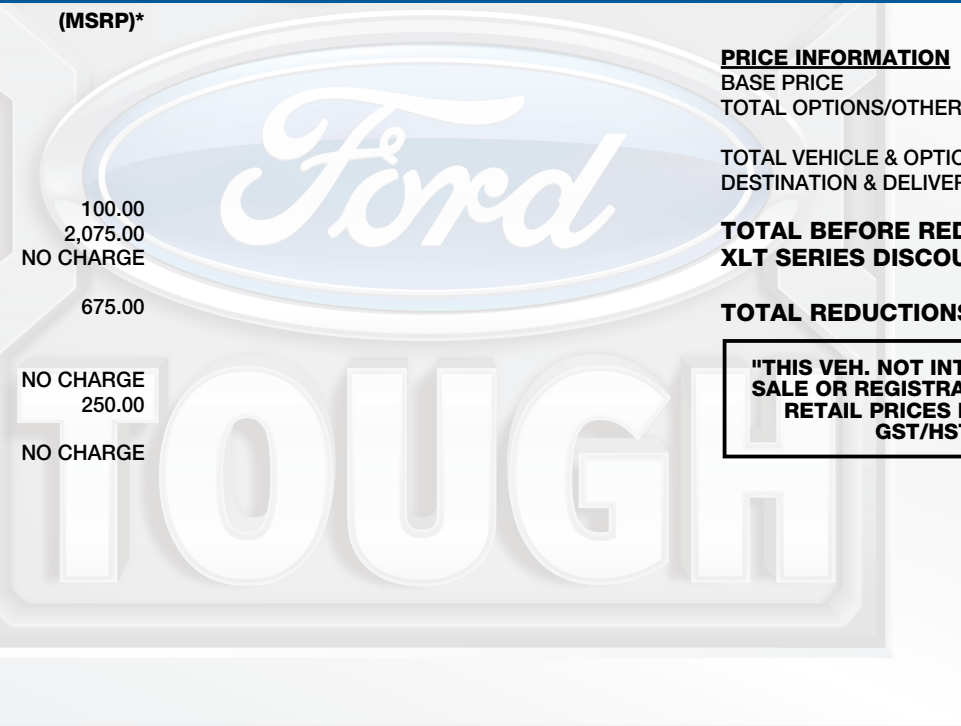 (MSRP)*
100.00
2,075.00
NO CHARGE
675.00
NO CHARGE
250.00
NO CHARGE
PRICE INFORMATION
BASE PRICE
TOTAL OPTIONS/OTHER
TOTAL VEHICLE & OPTIO
DESTINATION & DELIVER
TOTAL BEFORE RED
XLT SERIES DISCOU
TOTAL REDUCTIONS
"THIS VEH. NOT INT
SALE OR REGISTRA
RETAIL PRICES
GST/HST
Ford
TOUGH